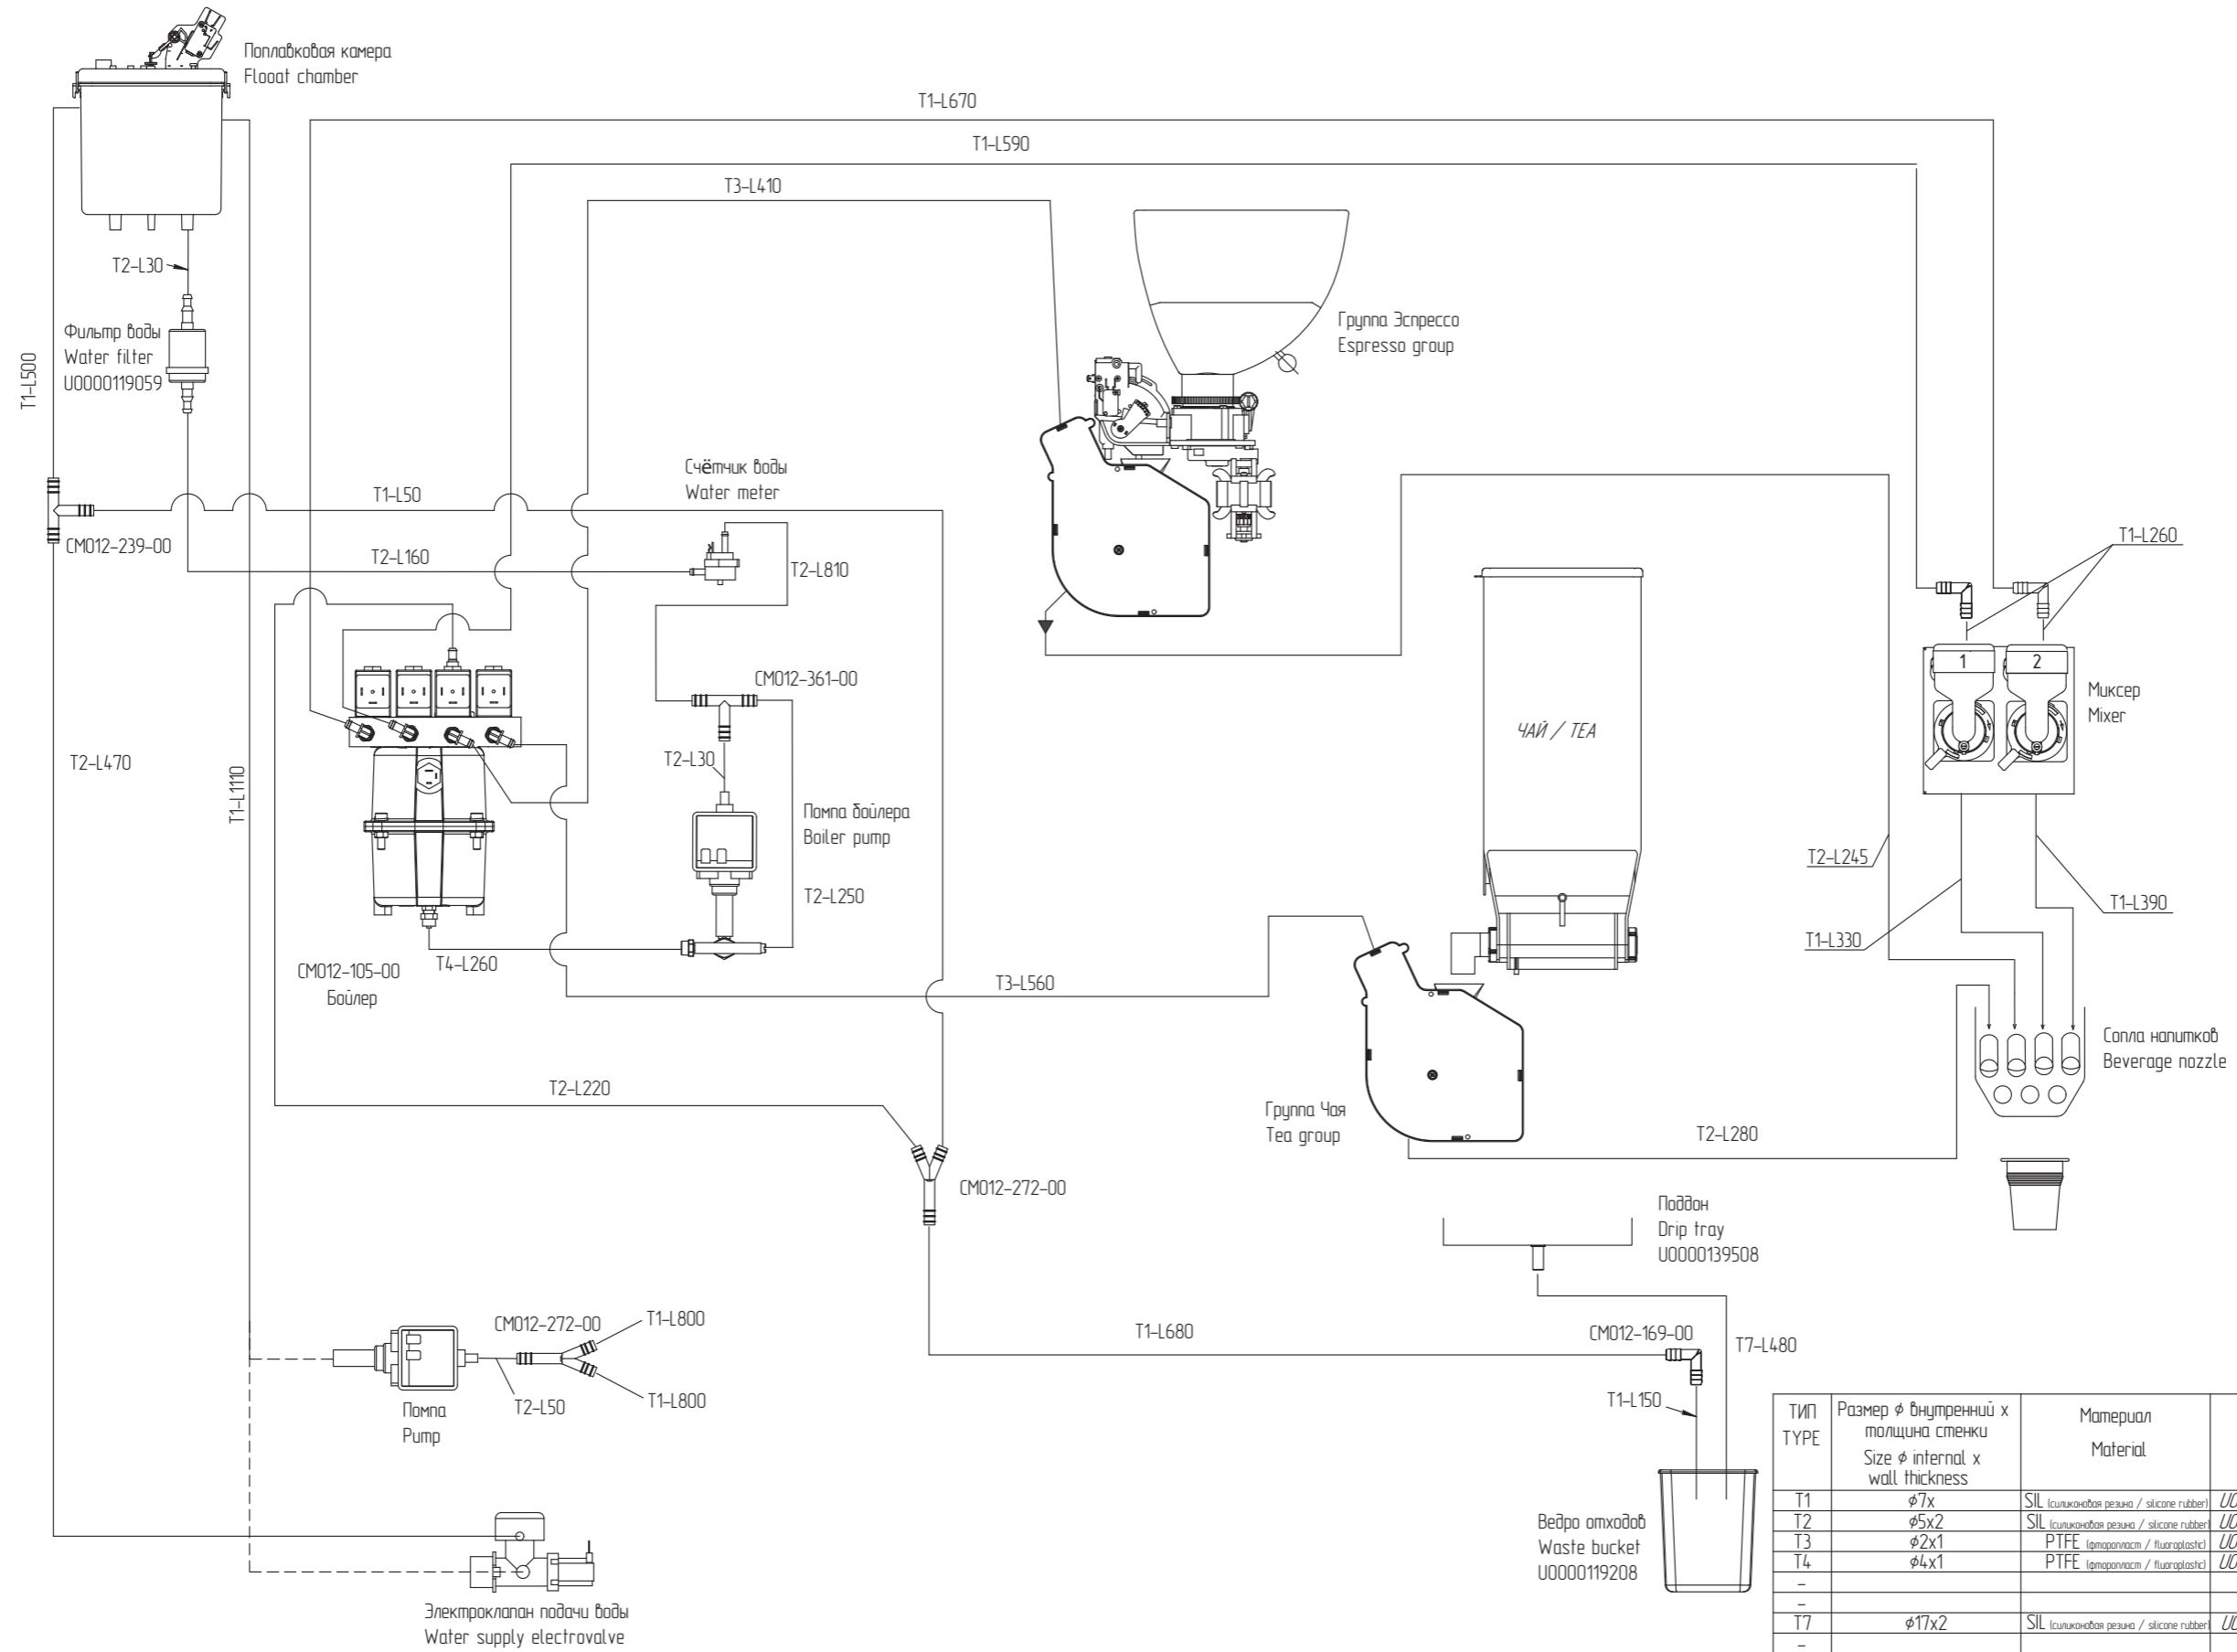 Поплавковая камера
Flooat chamber
T1-L670
T1-L590
T3-L410
T2-L30
Фильтр воды
Water filter
U0000119059
T1-L500
Группа Эспрессо
Espresso group
Счётчик воды
Water meter
T1-L50
CM012-239-00
T2-L160
T2-L810
T1-L260
CM012-361-00
1
2
Миксер
Mixer
ЧАЙ / TEA
T2-L470
T1-L1110
T2-L30
Помпа бойлера
Boiler pump
T2-L245
T2-L250
T1-L390
T1-L330
CM012-105-00
Бойлер
T4-L260
T3-L560
Сопла напитков
Beverage nozzle
T2-L220
Группа Чая
Tea group
T2-L280
CM012-272-00
Поддон
Drip tray
U0000139508
CM012-272-00
T1-L800
T1-L680
CM012-169-00
T7-L480
T1-L800
T2-L50
Помпа
Pump
T1-L150
Ведро отходов
Waste bucket
U0000119208
Электроклапан подачи воды
Water supply electrovalve
ТИП
TYPE
Размер ϕ внутренний x
толщина стенки
Size ϕ internal x
wall thickness
Материал
Material
T1 ϕ7x SIL (силиконовая резина / silicone rubber)
T2 ϕ5x2 SIL (силиконовая резина / silicone rubber)
T3 ϕ2x1 PTFE (фторопласт / fluoroplastic)
T4 ϕ4x1 PTFE (фторопласт / fluoroplastic)
-
-
T7 ϕ17x2 SIL (силиконовая резина / silicone rubber)
-